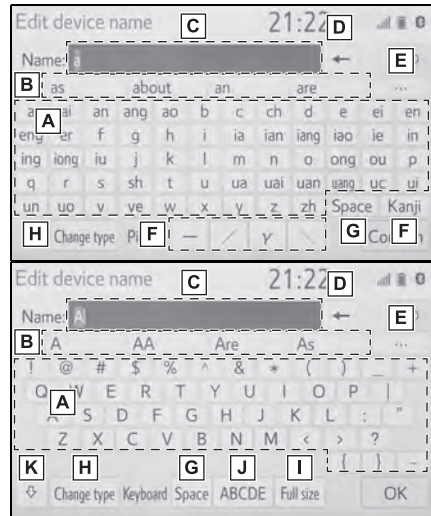 Edit device name C 21:22 D
Name: a ← E
B as about an are ...
A ai an ang ao b c ch d e ei en
eng er f g h i ia ian iang iao ie in
ing iong iu j k l m n o ong ou p
q r s sh t u ua uai uan uang uc ui
un uo v ve w x y z zh Space Kanji
H Change type F — / V \ G F
Edit device name C 21:22 D
Name: A ← E
B A AA Are As ...
! @ # $ % ^ & * ( ) _ +
Q W E R T Y U I O P |
A A S D F G H J K L : "
Z X C V B N M < > ?
{ } ~
K H G J I
Change type Keyboard Space ABCDE Full size OK